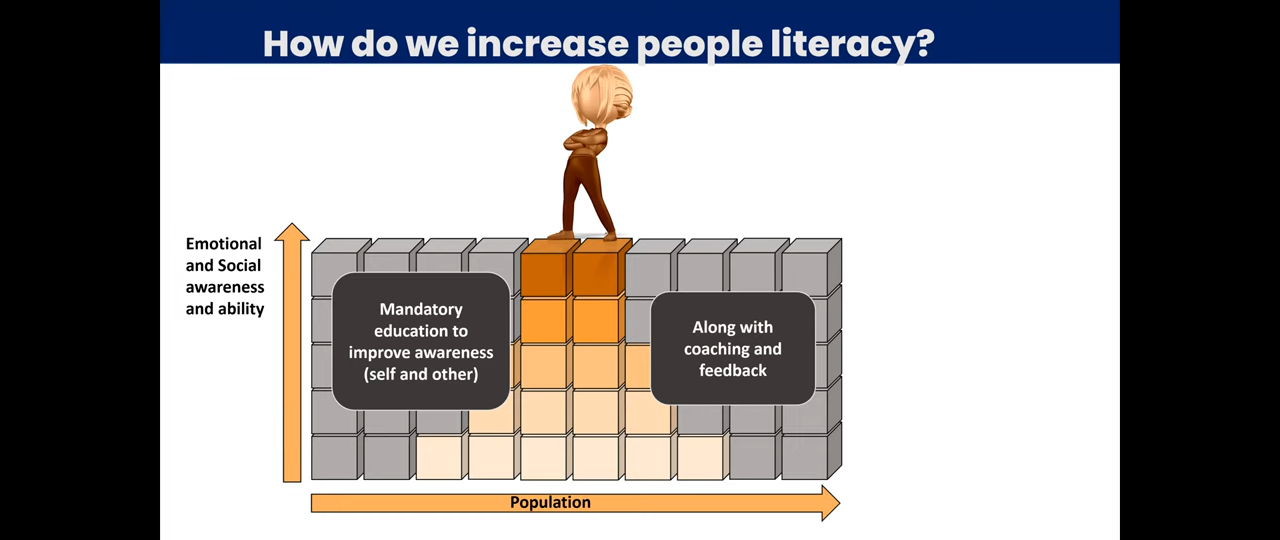 How do we increase people literacy?
Emotional
and Social
awareness
and ability
Mandatory
education to
improve awareness
(self and other)
Along with
coaching and
feedback
Population